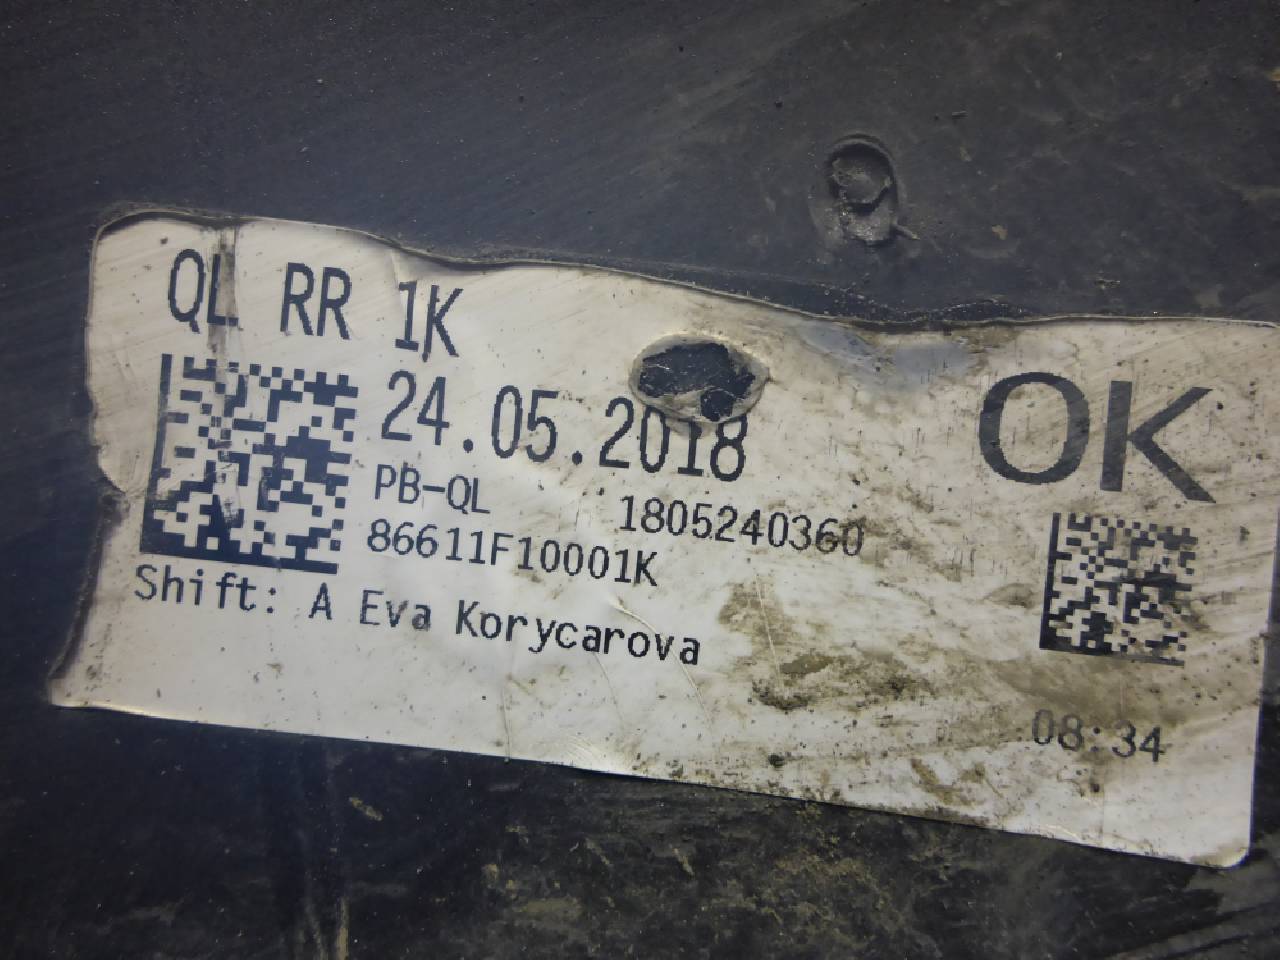 QL RR 1K
24.05.2018
OK
PB-QL 1805240360
86611F10001K
Shift: A Eva Korycarova
08:34